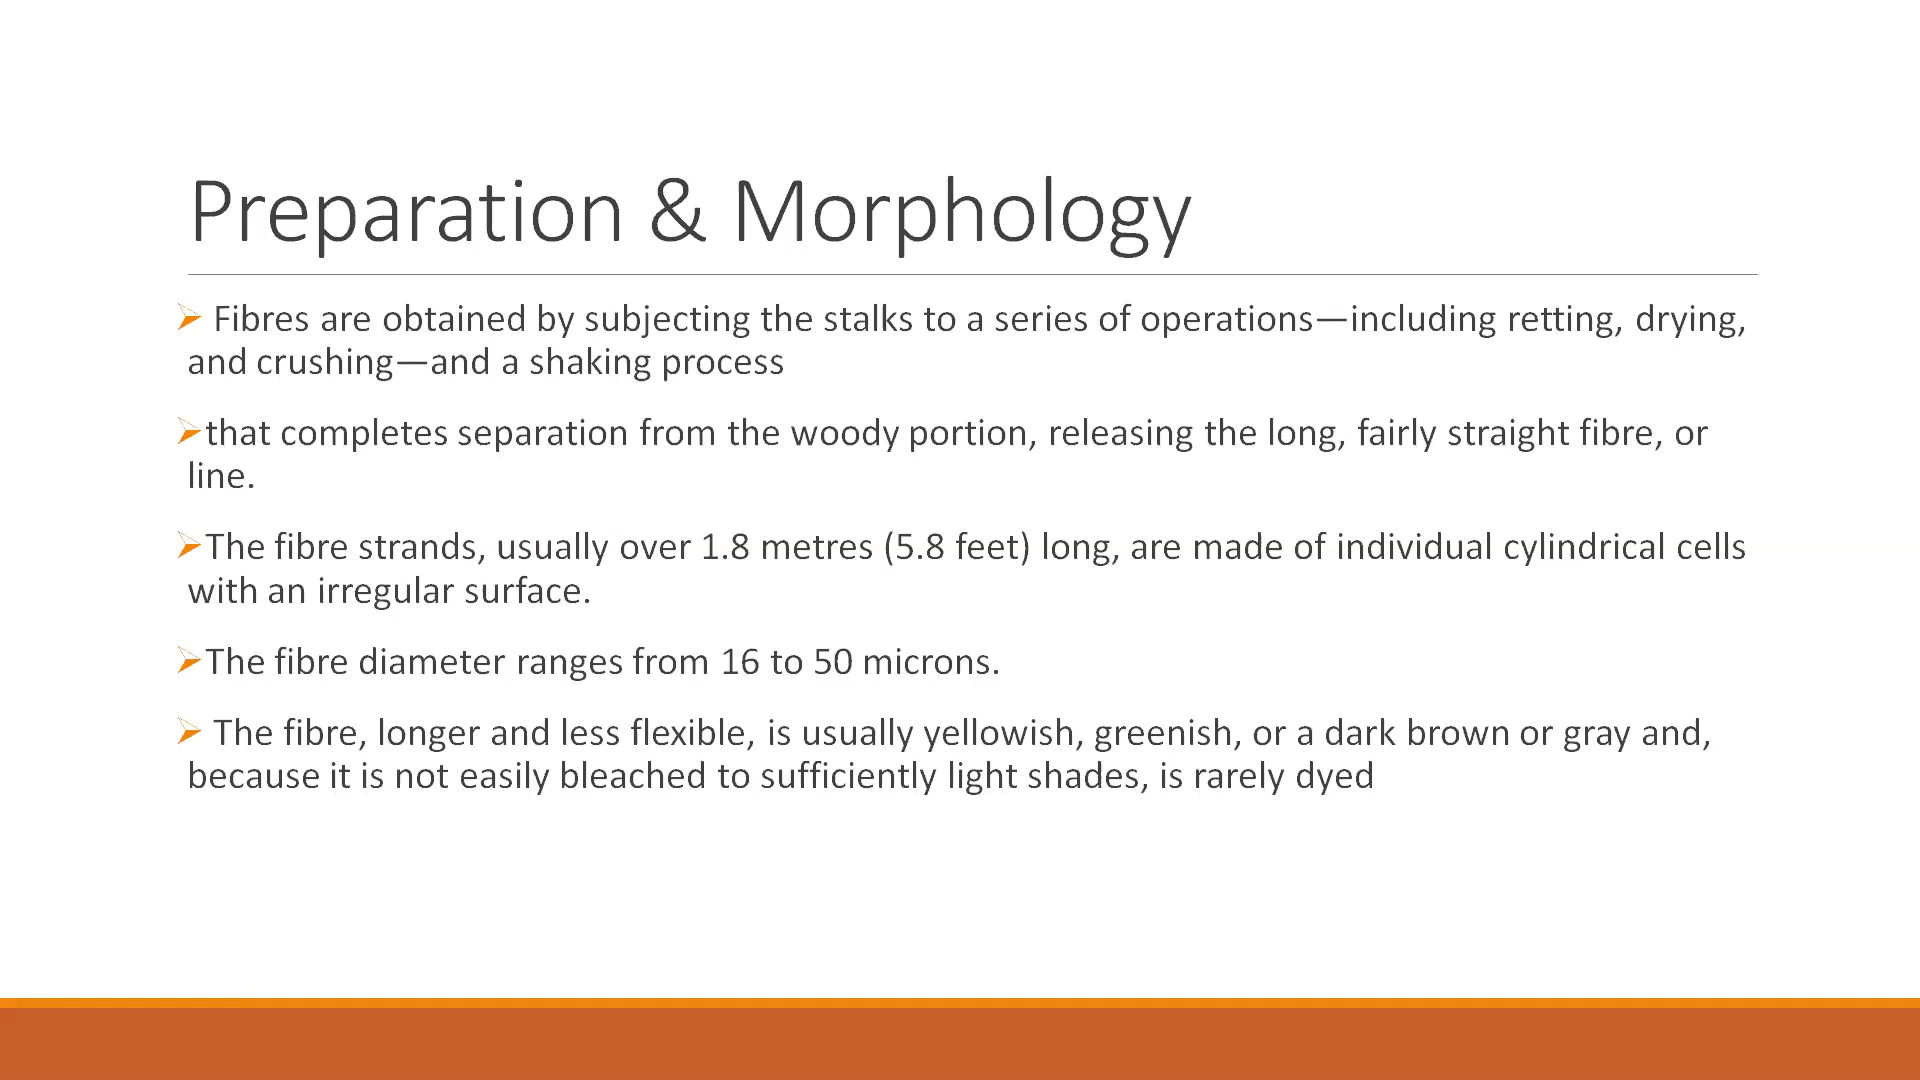 Preparation & Morphology
Fibres are obtained by subjecting the stalks to a series of operations—including retting, drying,
and crushing—and a shaking process
that completes separation from the woody portion, releasing the long, fairly straight fibre, or
line.
The fibre strands, usually over 1.8 metres (5.8 feet) long, are made of individual cylindrical cells
with an irregular surface.
The fibre diameter ranges from 16 to 50 microns.
The fibre, longer and less flexible, is usually yellowish, greenish, or a dark brown or gray and,
because it is not easily bleached to sufficiently light shades, is rarely dyed